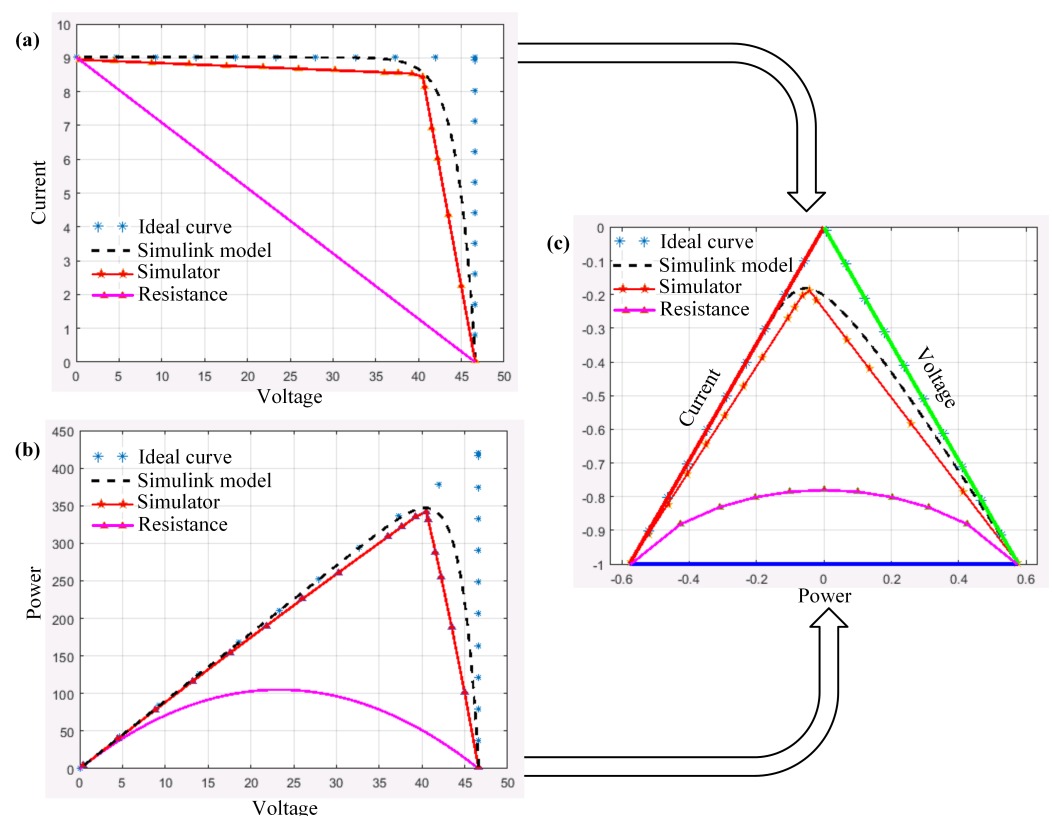 (a)
10
9
8
7
6
5
4
3
2
1
0
Current
0 5 10 15 20 25 30 35 40 45 50
Voltage
Ideal curve
Simulink model
Simulator
Resistance
(b)
450
400
350
300
250
200
150
100
50
0
Power
0 5 10 15 20 25 30 35 40 45 50
Voltage
Ideal curve
Simulink model
Simulator
Resistance
(c)
0
-0.1
-0.2
-0.3
-0.4
-0.5
-0.6
-0.7
-0.8
-0.9
-1
-0.6 -0.4 -0.2 0 0.2 0.4 0.6
Power
Ideal curve
Simulink model
Simulator
Resistance
Current
Voltage